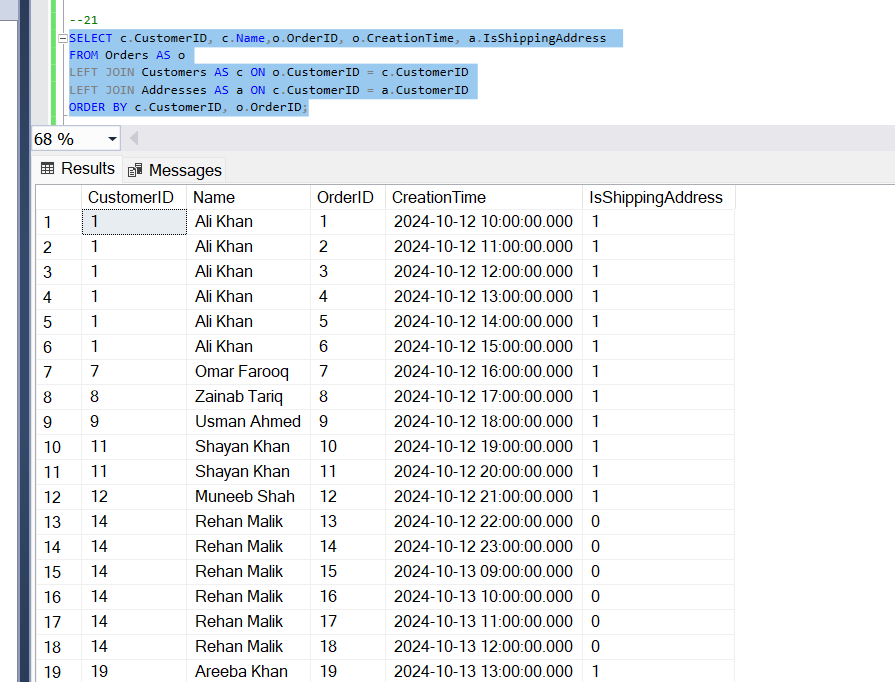 --21
SELECT c.CustomerID, c.Name,o.OrderID, o.CreationTime, a.IsShippingAddress
FROM Orders AS o
LEFT JOIN Customers AS c ON o.CustomerID = c.CustomerID
LEFT JOIN Addresses AS a ON c.CustomerID = a.CustomerID
ORDER BY c.CustomerID, o.OrderID;
68 %
Results Messages
CustomerID Name OrderID CreationTime IsShippingAddress
1 1 Ali Khan 1 2024-10-12 10:00:00.000 1
2 1 Ali Khan 2 2024-10-12 11:00:00.000 1
3 1 Ali Khan 3 2024-10-12 12:00:00.000 1
4 1 Ali Khan 4 2024-10-12 13:00:00.000 1
5 1 Ali Khan 5 2024-10-12 14:00:00.000 1
6 1 Ali Khan 6 2024-10-12 15:00:00.000 1
7 7 Omar Farooq 7 2024-10-12 16:00:00.000 1
8 8 Zainab Tariq 8 2024-10-12 17:00:00.000 1
9 9 Usman Ahmed 9 2024-10-12 18:00:00.000 1
10 11 Shayan Khan 10 2024-10-12 19:00:00.000 1
11 11 Shayan Khan 11 2024-10-12 20:00:00.000 1
12 12 Muneeb Shah 12 2024-10-12 21:00:00.000 1
13 14 Rehan Malik 13 2024-10-12 22:00:00.000 0
14 14 Rehan Malik 14 2024-10-12 23:00:00.000 0
15 14 Rehan Malik 15 2024-10-13 09:00:00.000 0
16 14 Rehan Malik 16 2024-10-13 10:00:00.000 0
17 14 Rehan Malik 17 2024-10-13 11:00:00.000 0
18 14 Rehan Malik 18 2024-10-13 12:00:00.000 0
19 19 Areeba Khan 19 2024-10-13 13:00:00.000 1